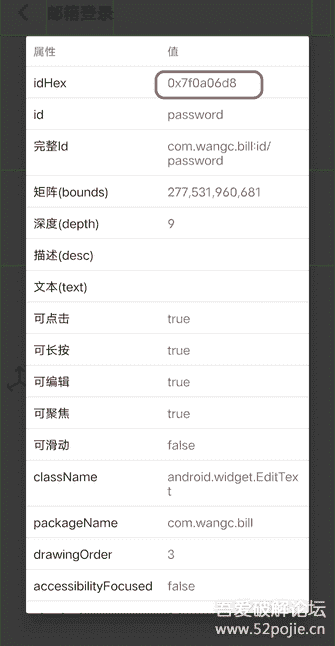 邮箱登录
属性 值
idHex 0x7f0a06d8
id password
完整Id com.wangc.bill:id/
password
矩阵(bounds) 277,531,960,681
深度(depth) 9
描述(desc)
文本(text)
可点击 true
可长按 true
可编辑 true
可聚焦 true
可滑动 false
className android.widget.EditTex
t
packageName com.wangc.bill
drawingOrder 3
accessibilityFocused false
吾爱破解论坛
www.52pojie.cn